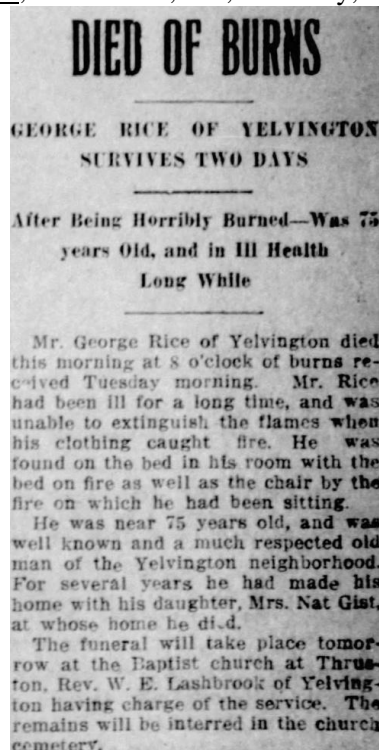 DIED OF BURNS
GEORGE RICE OF YELVINGTON
SURVIVES TWO DAYS
After Being Horribly Burned—Was 75
years Old, and in Ill Health
Long While
Mr. George Rice of Yelvington died
this morning at 8 o'clock of burns re-
ceived Tuesday morning. Mr. Rice
had been ill for a long time, and was
unable to extinguish the flames when
his clothing caught fire. He was
found on the bed in his room with the
bed on fire as well as the chair by the
fire on which he had been sitting.
He was near 75 years old, and was
well known and a much respected old
man of the Yelvington neighborhood.
For several years he had made his
home with his daughter, Mrs. Nat Gist,
at whose home he died.
The funeral will take place tomor-
row at the Baptist church at Thrus-
ton, Rev. W. E. Lashbrook of Yelving-
ton having charge of the service. The
remains will be interred in the church
cemetery.